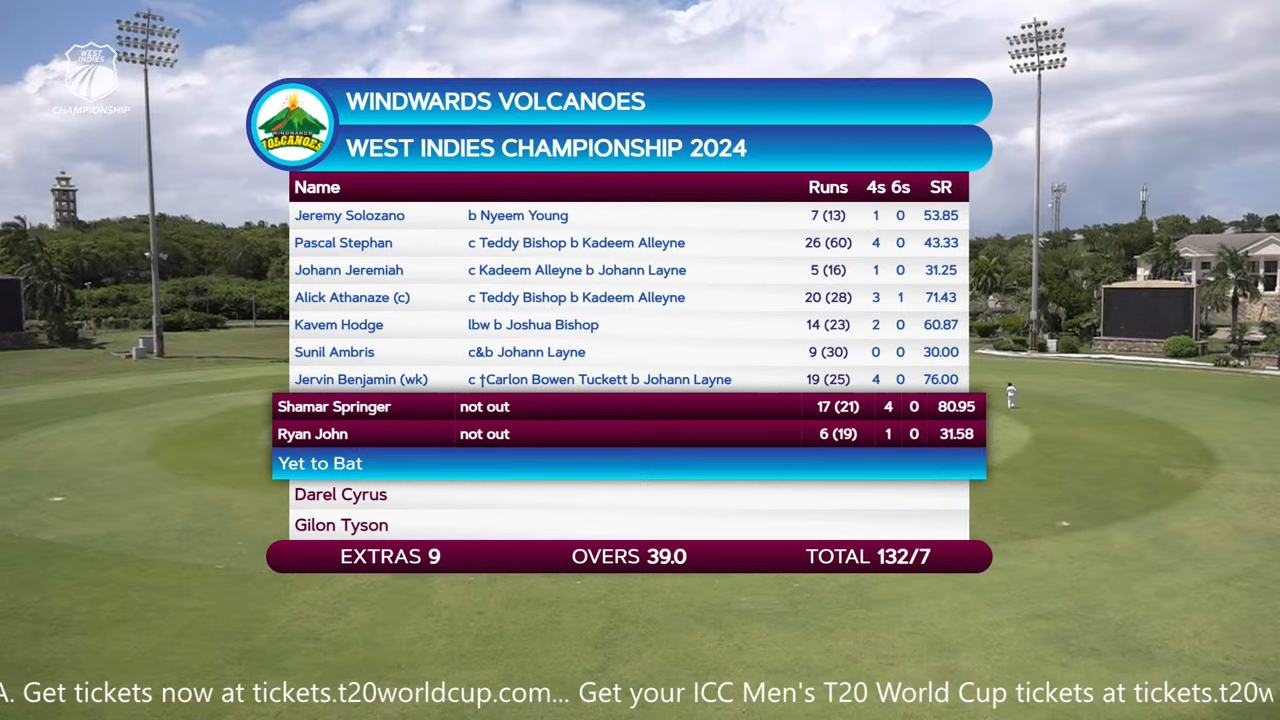 WEST INDIES
CHAMPIONSHIP
WINDWARDS VOLCANOES
WINDWARDS
VOLCANOES
WEST INDIES CHAMPIONSHIP 2024
Name Runs 4s 6s SR
Jeremy Solozano b Nyeem Young 7 (13) 1 0 53.85
Pascal Stephan c Teddy Bishop b Kadeem Alleyne 26 (60) 4 0 43.33
Johann Jeremiah c Kadeem Alleyne b Johann Layne 5 (16) 1 0 31.25
Alick Athanaze (c) c Teddy Bishop b Kadeem Alleyne 20 (28) 3 1 71.43
Kavem Hodge lbw b Joshua Bishop 14 (23) 2 0 60.87
Sunil Ambris c&b Johann Layne 9 (30) 0 0 30.00
Jervin Benjamin (wk) c †Carlon Bowen Tuckett b Johann Layne 19 (25) 4 0 76.00
Shamar Springer not out 17 (21) 4 0 80.95
Ryan John not out 6 (19) 1 0 31.58
Yet to Bat
Darel Cyrus
Gilon Tyson
EXTRAS 9 OVERS 39.0 TOTAL 132/7
A. Get tickets now at tickets.t20worldcup.com... Get your ICC Men's T20 World Cup tickets at tickets.t20w